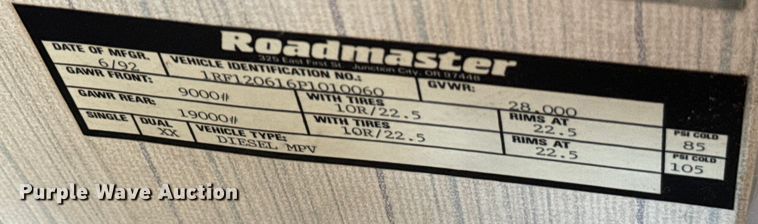 Roadmaster
325 East First St. Junction City, OR 97448
DATE OF MFGR. VEHICLE IDENTIFICATION NO.: GVWR:
6/92 1RF120616P1010060 28.000
GAWR FRONT: WITH TIRES RIMS AT PSI COLD
9000# 10R/22.5 22.5 85
GAWR REAR: WITH TIRES RIMS AT PSI COLD
19000# 10R/22.5 22.5 105
SINGLE DUAL VEHICLE TYPE:
XX DIESEL MPV
Purple Wave Auction